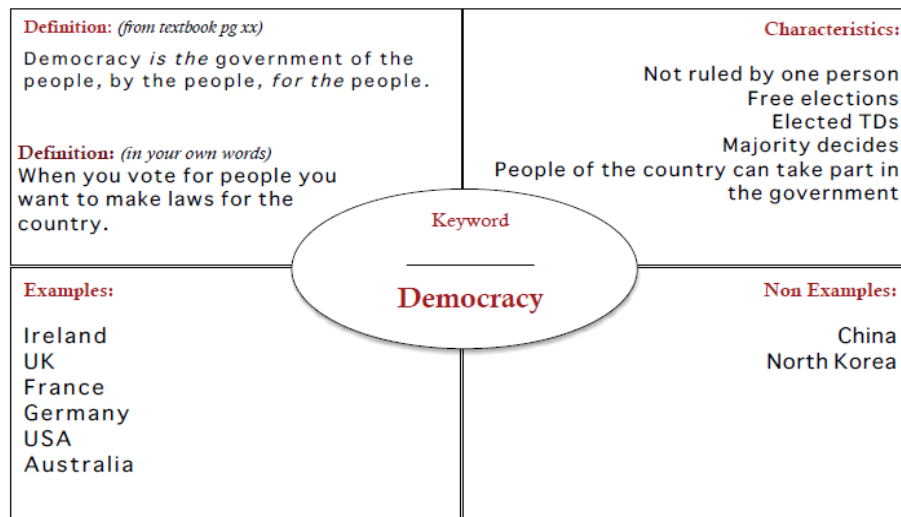 Definition: (from textbook pg xx)
Democracy is the government of the
people, by the people, for the people.
Definition: (in your own words)
When you vote for people you
want to make laws for the
country.
Characteristics:
Not ruled by one person
Free elections
Elected TDs
Majority decides
People of the country can take part in
the government
Keyword
Democracy
Examples:
Ireland
UK
France
Germany
USA
Australia
Non Examples:
China
North Korea